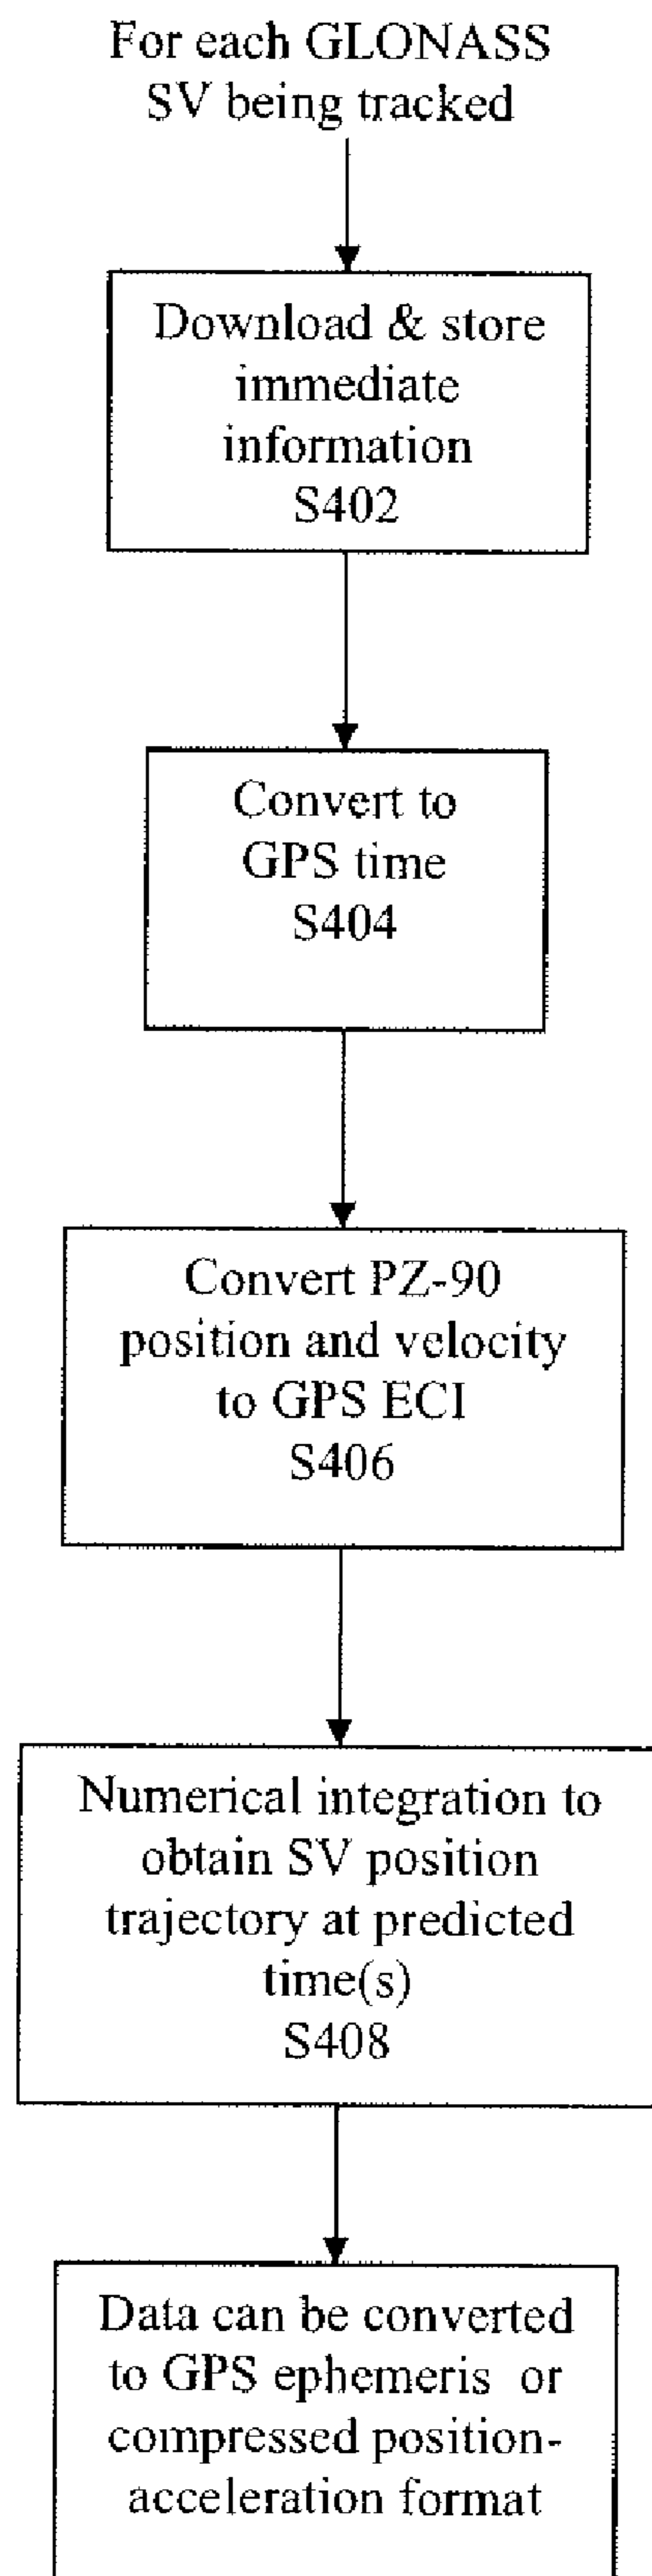 For each GLONASS
SV being tracked
Download & store
immediate
information
S402
Convert to
GPS time
S404
Convert PZ-90
position and velocity
to GPS ECI
S406
Numerical integration to
obtain SV position
trajectory at predicted
time(s)
S408
Data can be converted
to GPS ephemeris or
compressed position-
acceleration format